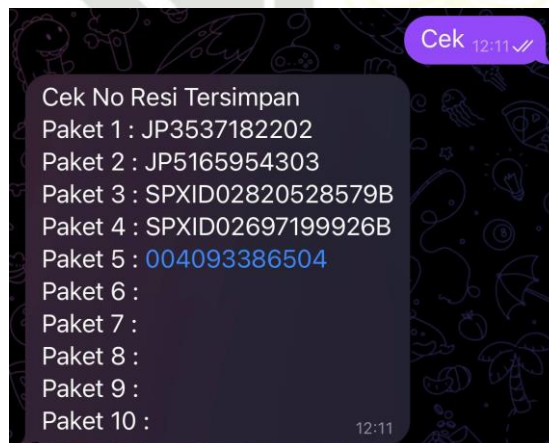 Cek 12:11
Cek No Resi Tersimpan
Paket 1 : JP3537182202
Paket 2 : JP5165954303
Paket 3 : SPXID02820528579B
Paket 4 : SPXID02697199926B
Paket 5 : 004093386504
Paket 6 :
Paket 7 :
Paket 8 :
Paket 9 :
Paket 10 :
12:11